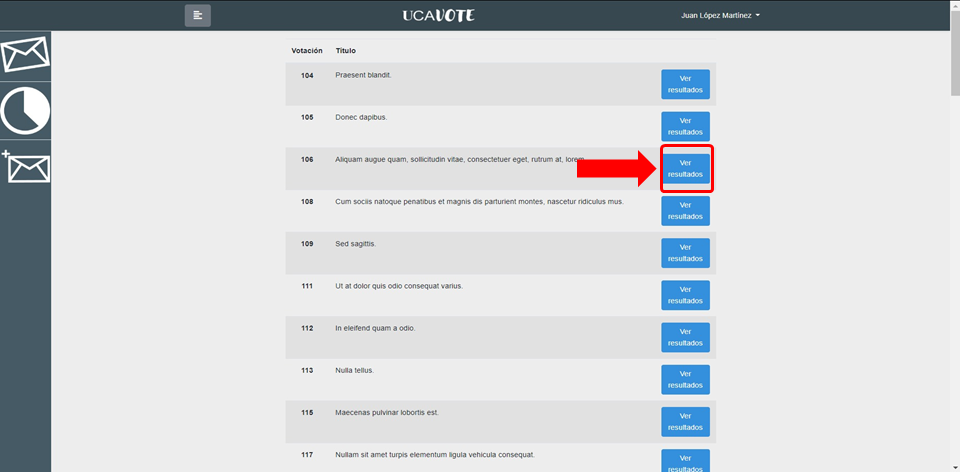 UCAVOTE
Juan López Martínez
Votación Título
104 Praesent blandit. Ver resultados
105 Donec dapibus. Ver resultados
106 Aliquam augue quam, sollicitudin vitae, consectetuer eget, rutrum at, lorem Ver resultados
108 Cum sociis natoque penatibus et magnis dis parturient montes, nascetur ridiculus mus. Ver resultados
109 Sed sagittis. Ver resultados
111 Ut at dolor quis odio consequat varius. Ver resultados
112 In eleifend quam a odio. Ver resultados
113 Nulla tellus. Ver resultados
115 Maecenas pulvinar lobortis est. Ver resultados
117 Nullam sit amet turpis elementum ligula vehicula consequat. Ver resultados